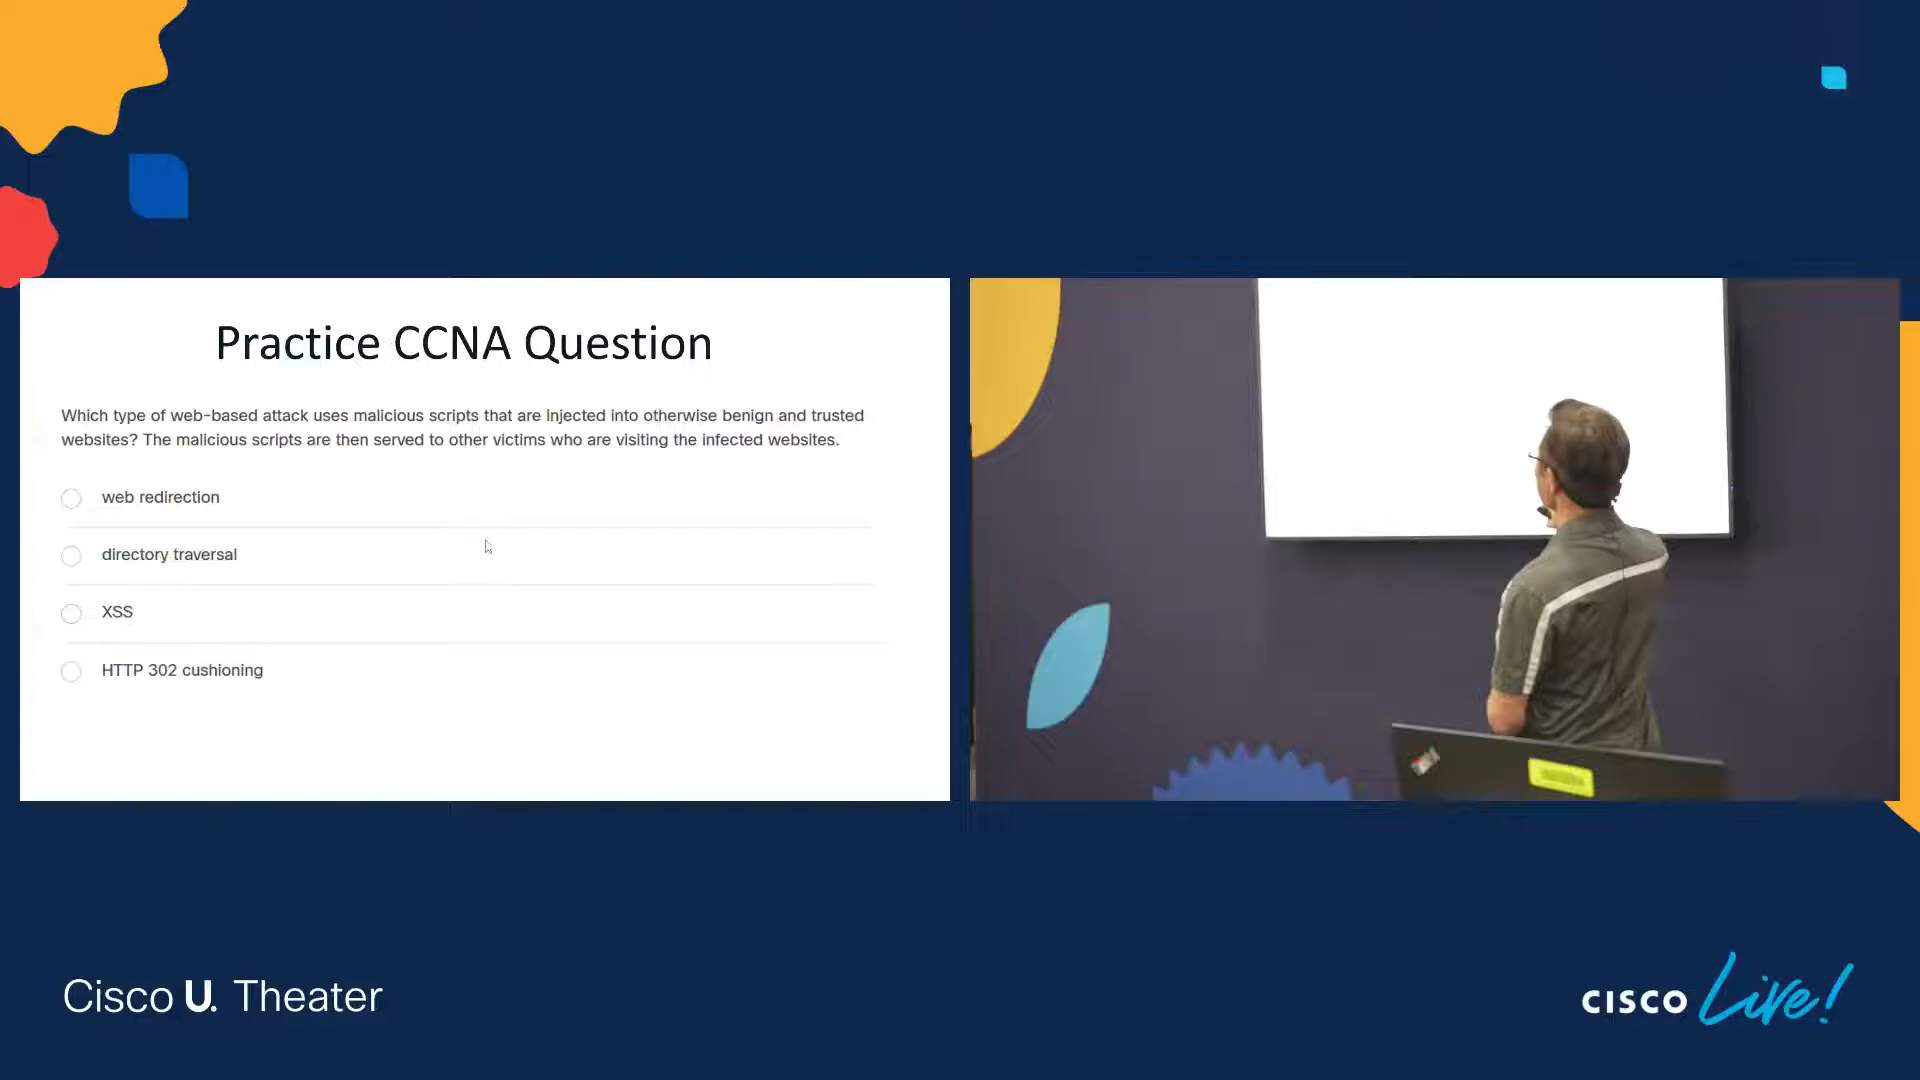 Practice CCNA Question
Which type of web-based attack uses malicious scripts that are injected into otherwise benign and trusted
websites? The malicious scripts are then served to other victims who are visiting the infected websites.
web redirection
directory traversal
XSS
HTTP 302 cushioning
Cisco U. Theater
CISCO Live!